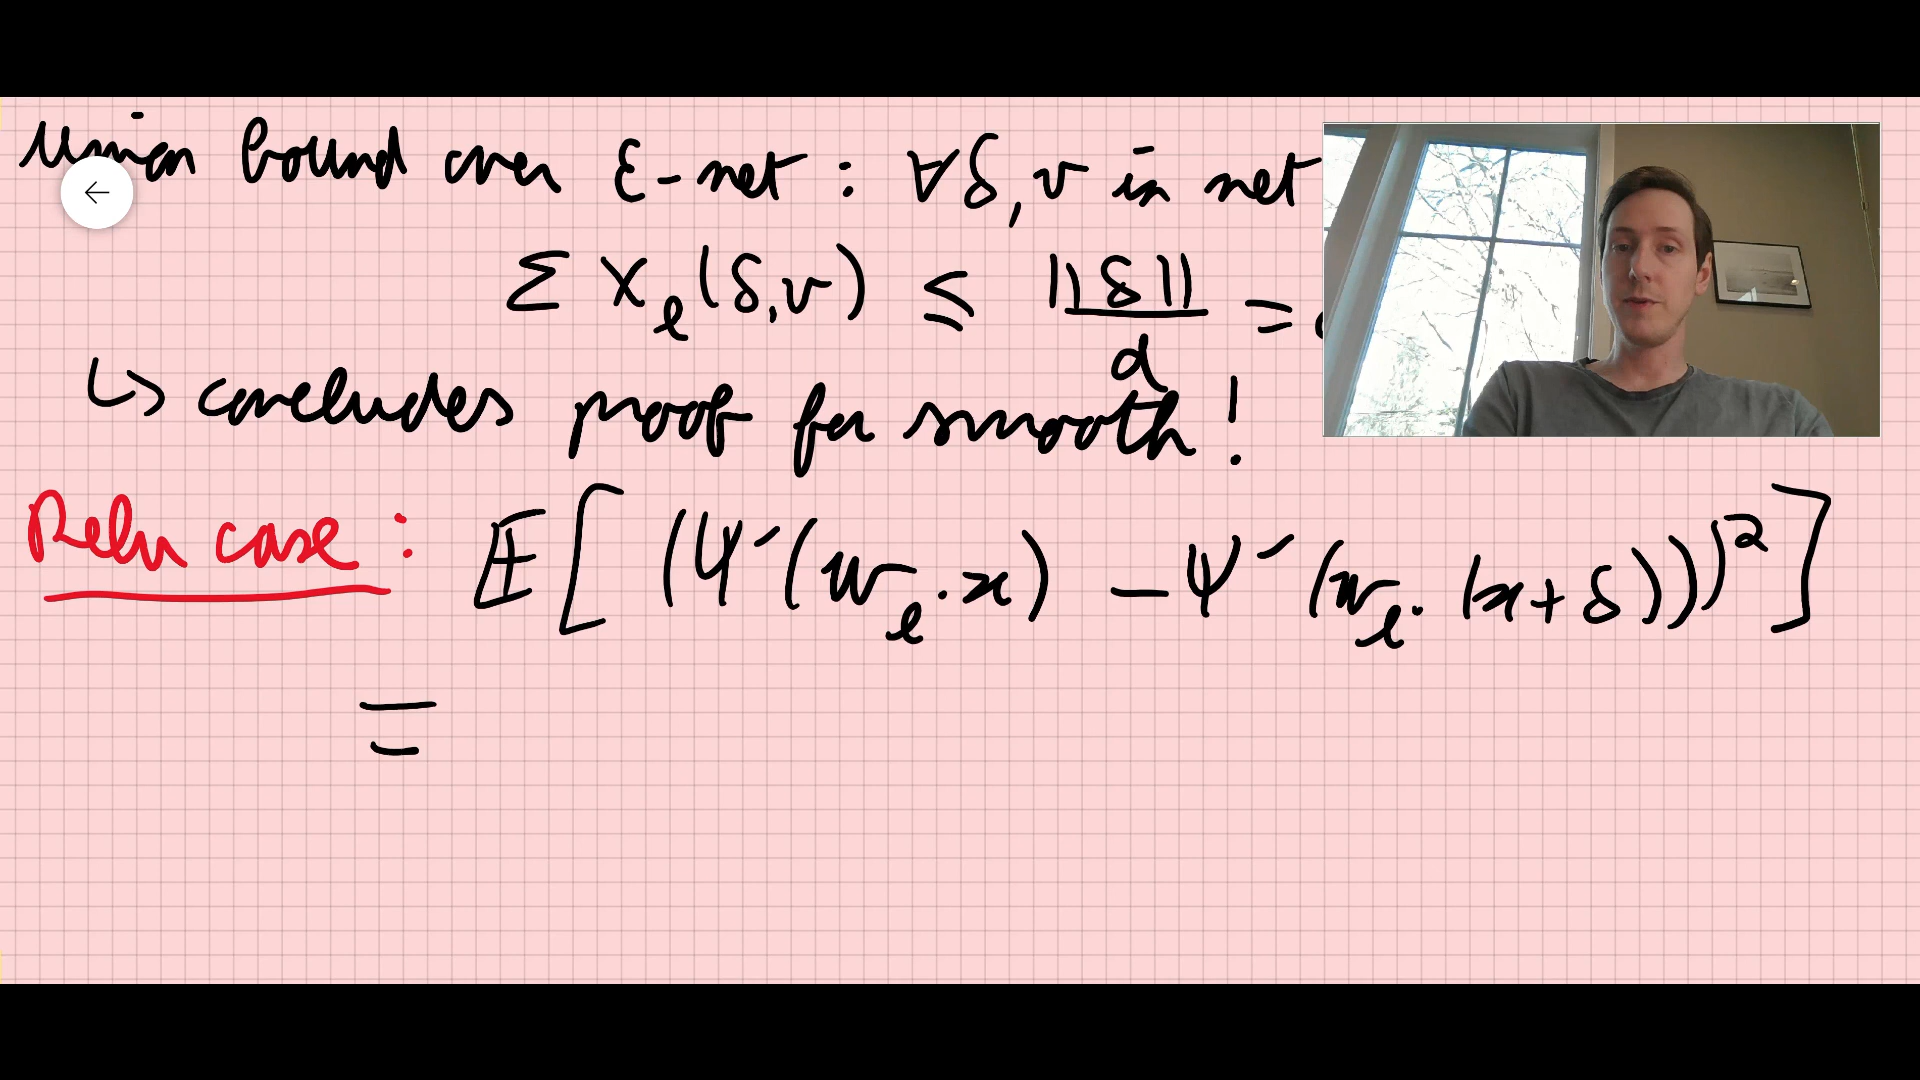 Union bound over ε-net : ∀δ, v in net
Σ X_ℓ(δ,v) ≤ ||δ||/d =
↳ concludes proof for smooth!
Relu case : 𝔼[(ψ'(w_ℓ·x) - ψ'(w_ℓ·(x+δ)))²]
=